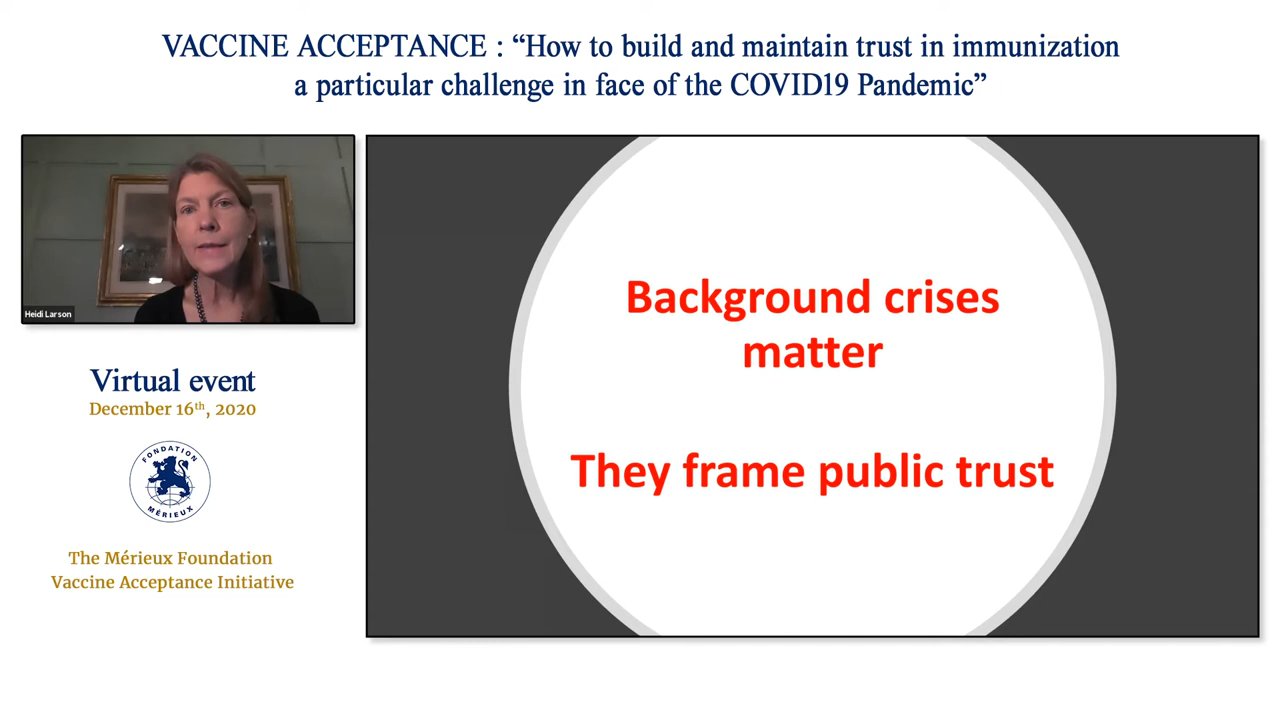 VACCINE ACCEPTANCE : “How to build and maintain trust in immunization
a particular challenge in face of the COVID19 Pandemic”
Heidi Larson
Virtual event
December 16th, 2020
FONDATION
MÉRIEUX
The Mérieux Foundation
Vaccine Acceptance Initiative
Background crises
matter
They frame public trust